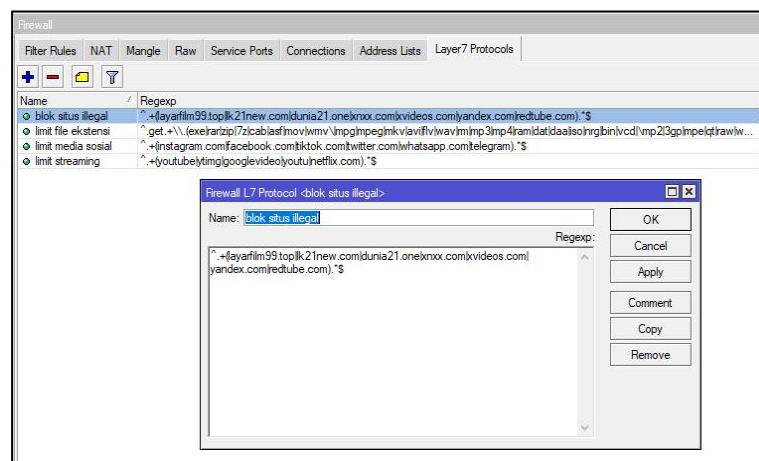 Firewall
Filter Rules NAT Mangle Raw Service Ports Connections Address Lists Layer7 Protocols
Name / Regexp
blok situs illegal ^.+(layarfilm99.top|lk21new.com|dunia21.one|xnxx.com|xvideos.com|yandex.com|redtube.com).*$
limit file ekstensi ^.get.+\\.(exe|rar|zip|7z|cab|asf|mov|wmv|\mpg|mpeg|mkv|avi|flv|wav|rm|mp3|mp4|ram|dat|daa|iso|nrg|bin|vcd|\mp2|3gp|mpe|qt|raw|w...
limit media sosial ^.+(instagram.com|facebook.com|tiktok.com|twitter.com|whatsapp.com|telegram).*$
limit streaming ^.+(youtube|ytimg|googlevideo|youtu|netflix.com).*$
Firewall L7 Protocol <blok situs illegal>
Name: blok situs illegal OK
Regexp:
Cancel
^.+(layarfilm99.top|lk21new.com|dunia21.one|xnxx.com|xvideos.com|
yandex.com|redtube.com).*$ Apply
Comment
Copy
Remove